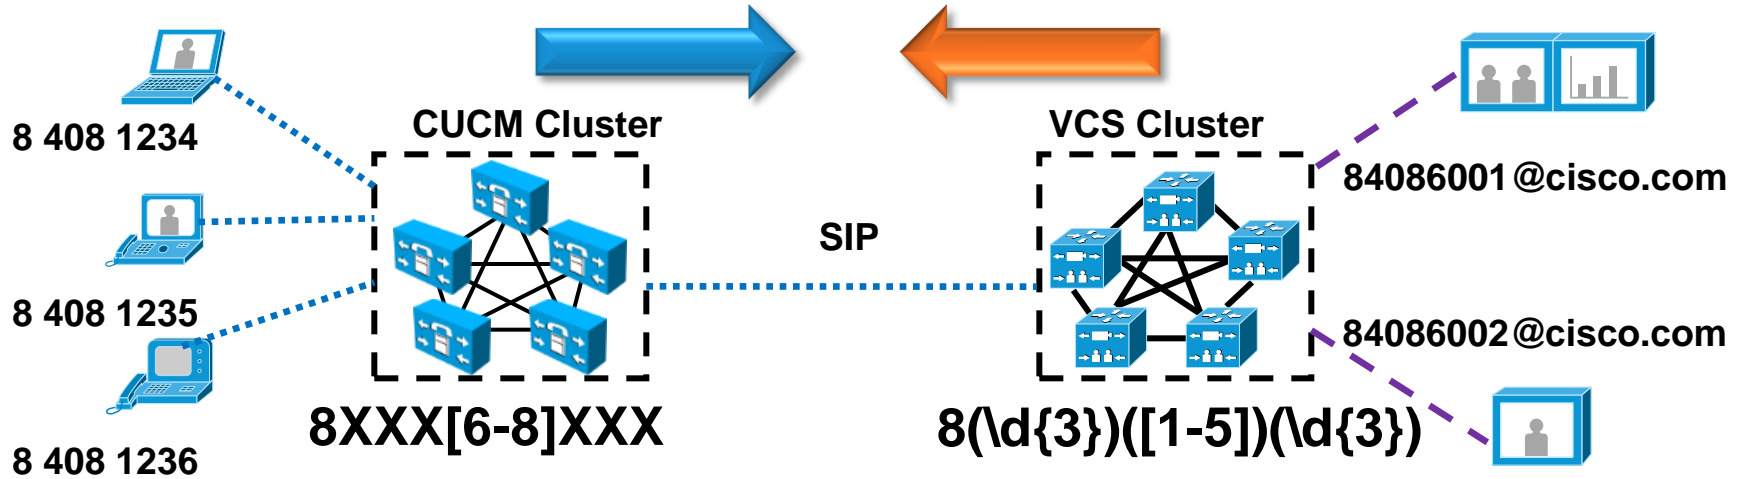 CUCM Cluster
VCS Cluster
8 408 1234
84086001@cisco.com
SIP
8 408 1235
84086002@cisco.com
8XXX[6-8]XXX
8(\d{3})([1-5])(\d{3})
8 408 1236